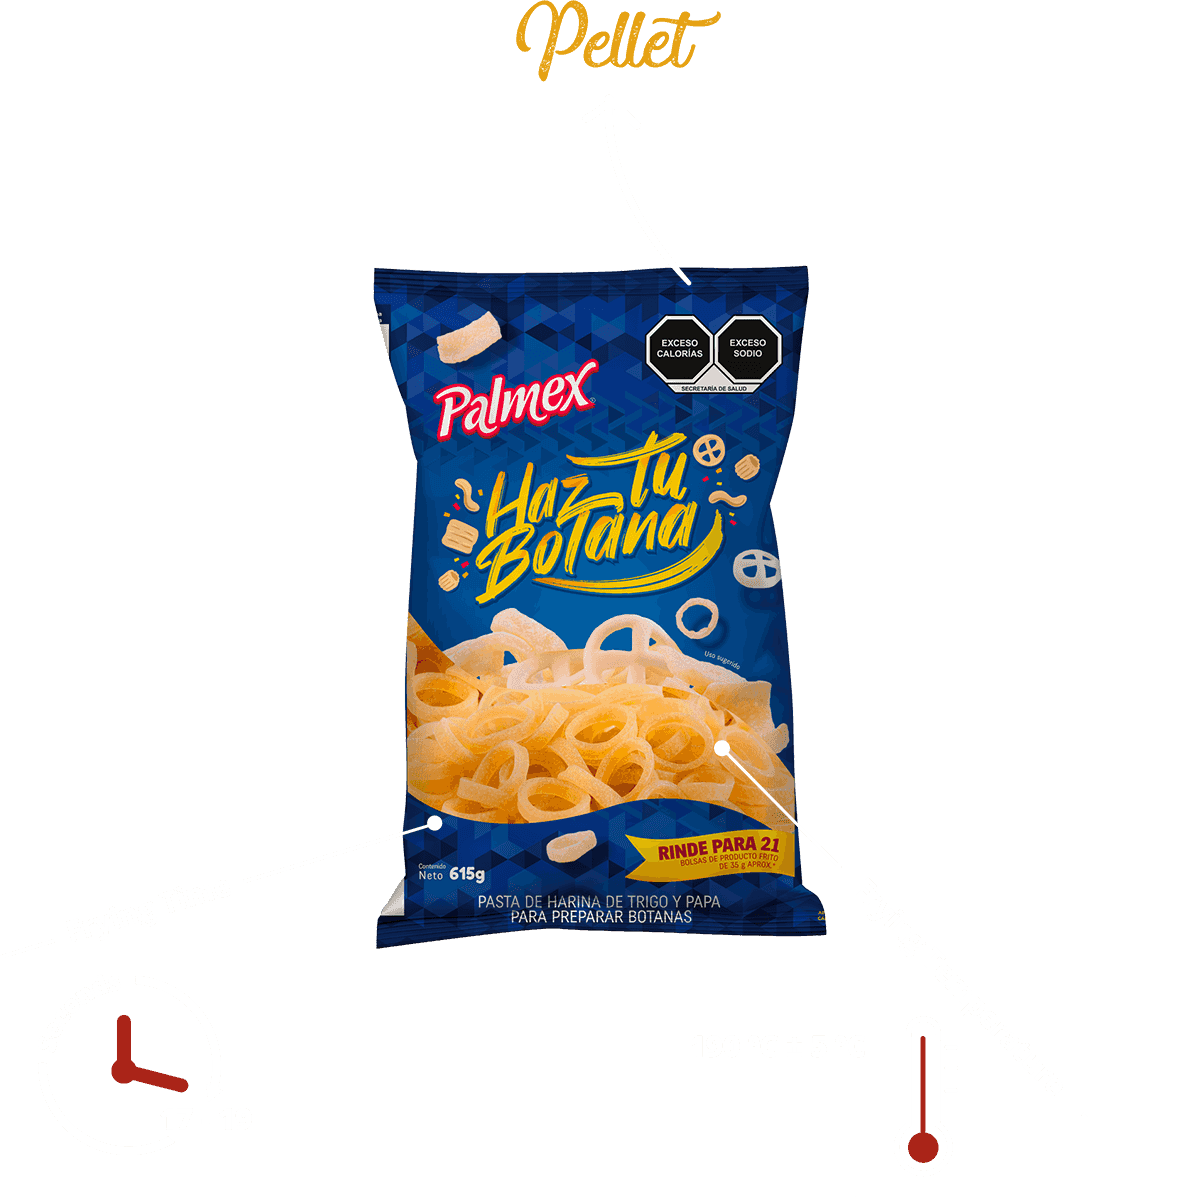 Pellet
EXCESO
CALORÍAS
EXCESO
SODIO
SECRETARÍA DE SALUD
Palmex®
Haz Tu
Botana
Uso sugerido
RINDE PARA 21
BOLSAS DE PRODUCTO FRITO
DE 35 g APROX.*
Contenido
Neto 615g
PASTA DE HARINA DE TRIGO Y PAPA
PARA PREPARAR BOTANAS